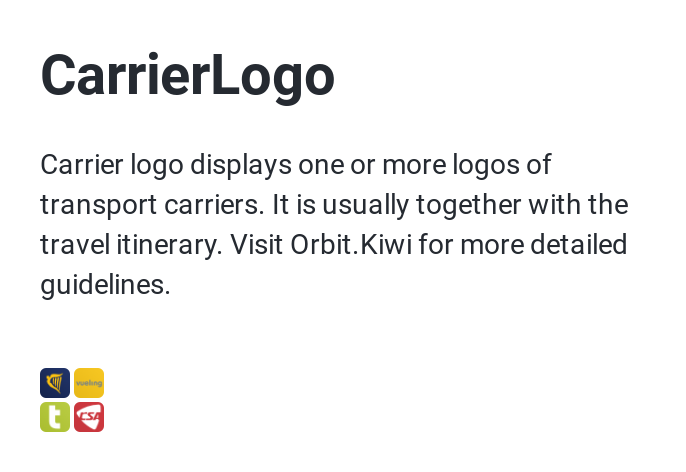 CarrierLogo
Carrier logo displays one or more logos of
transport carriers. It is usually together with the
travel itinerary. Visit Orbit.Kiwi for more detailed
guidelines.
vueling
t CSA